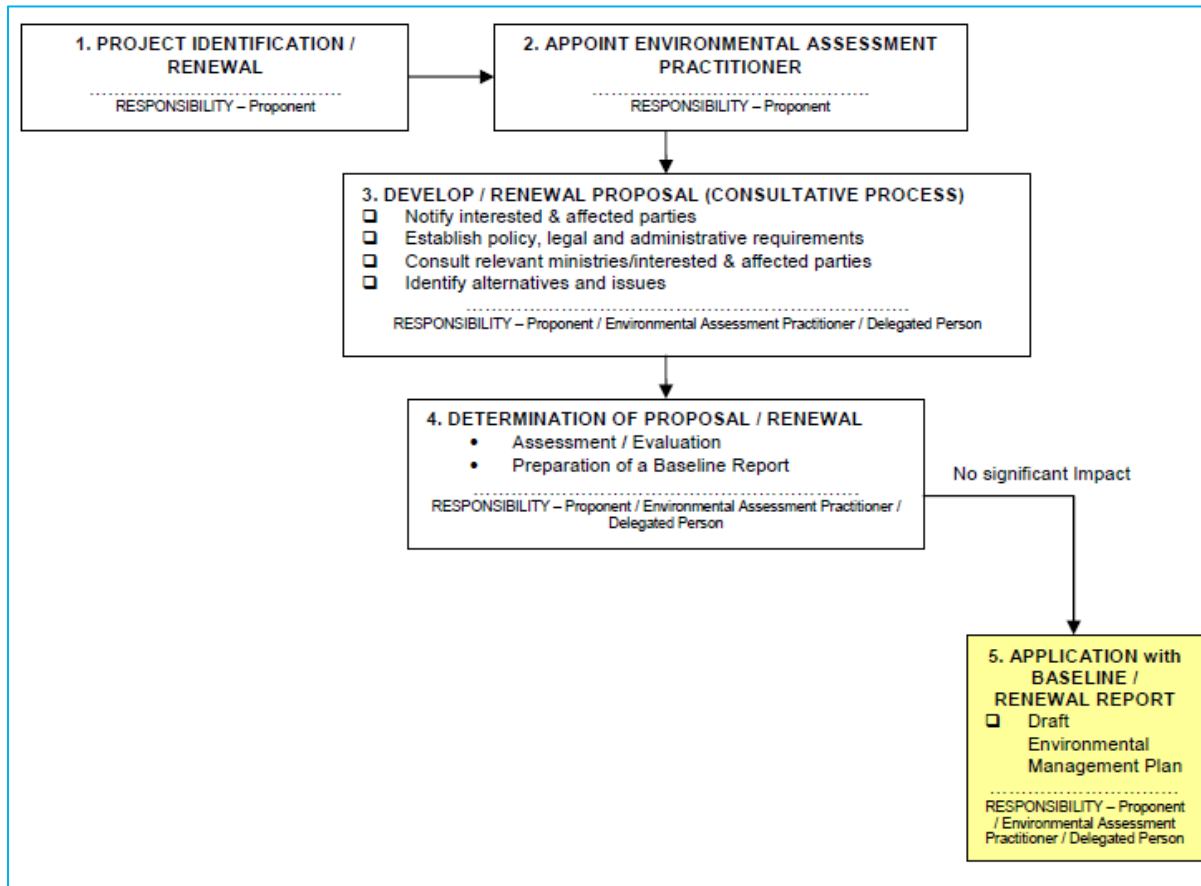 1. PROJECT IDENTIFICATION /
RENEWAL
........................................
RESPONSIBILITY – Proponent
2. APPOINT ENVIRONMENTAL ASSESSMENT
PRACTITIONER
............................................
RESPONSIBILITY – Proponent
3. DEVELOP / RENEWAL PROPOSAL (CONSULTATIVE PROCESS)
❑ Notify interested & affected parties
❑ Establish policy, legal and administrative requirements
❑ Consult relevant ministries/interested & affected parties
❑ Identify alternatives and issues
......................................................................
RESPONSIBILITY – Proponent / Environmental Assessment Practitioner / Delegated Person
4. DETERMINATION OF PROPOSAL / RENEWAL
• Assessment / Evaluation
• Preparation of a Baseline Report
.............................................................
RESPONSIBILITY – Proponent / Environmental Assessment Practitioner /
Delegated Person
No significant Impact
5. APPLICATION with
BASELINE /
RENEWAL REPORT
❑ Draft
Environmental
Management Plan
..............................
RESPONSIBILITY – Proponent
/ Environmental Assessment
Practitioner / Delegated Person